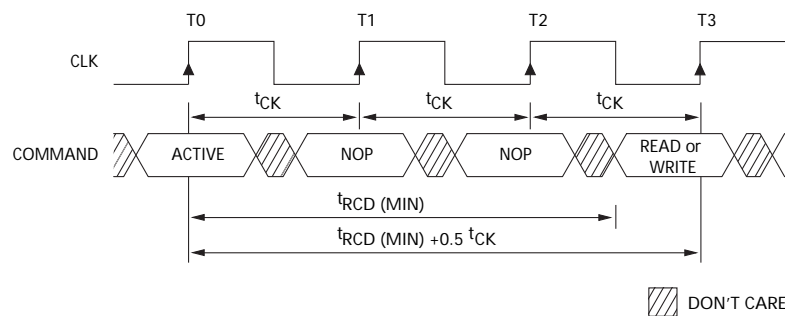 T0 T1 T2 T3
CLK
tCK tCK tCK
COMMAND ACTIVE NOP NOP READ or
WRITE
tRCD (MIN)
tRCD (MIN) +0.5 tCK
DON'T CARE